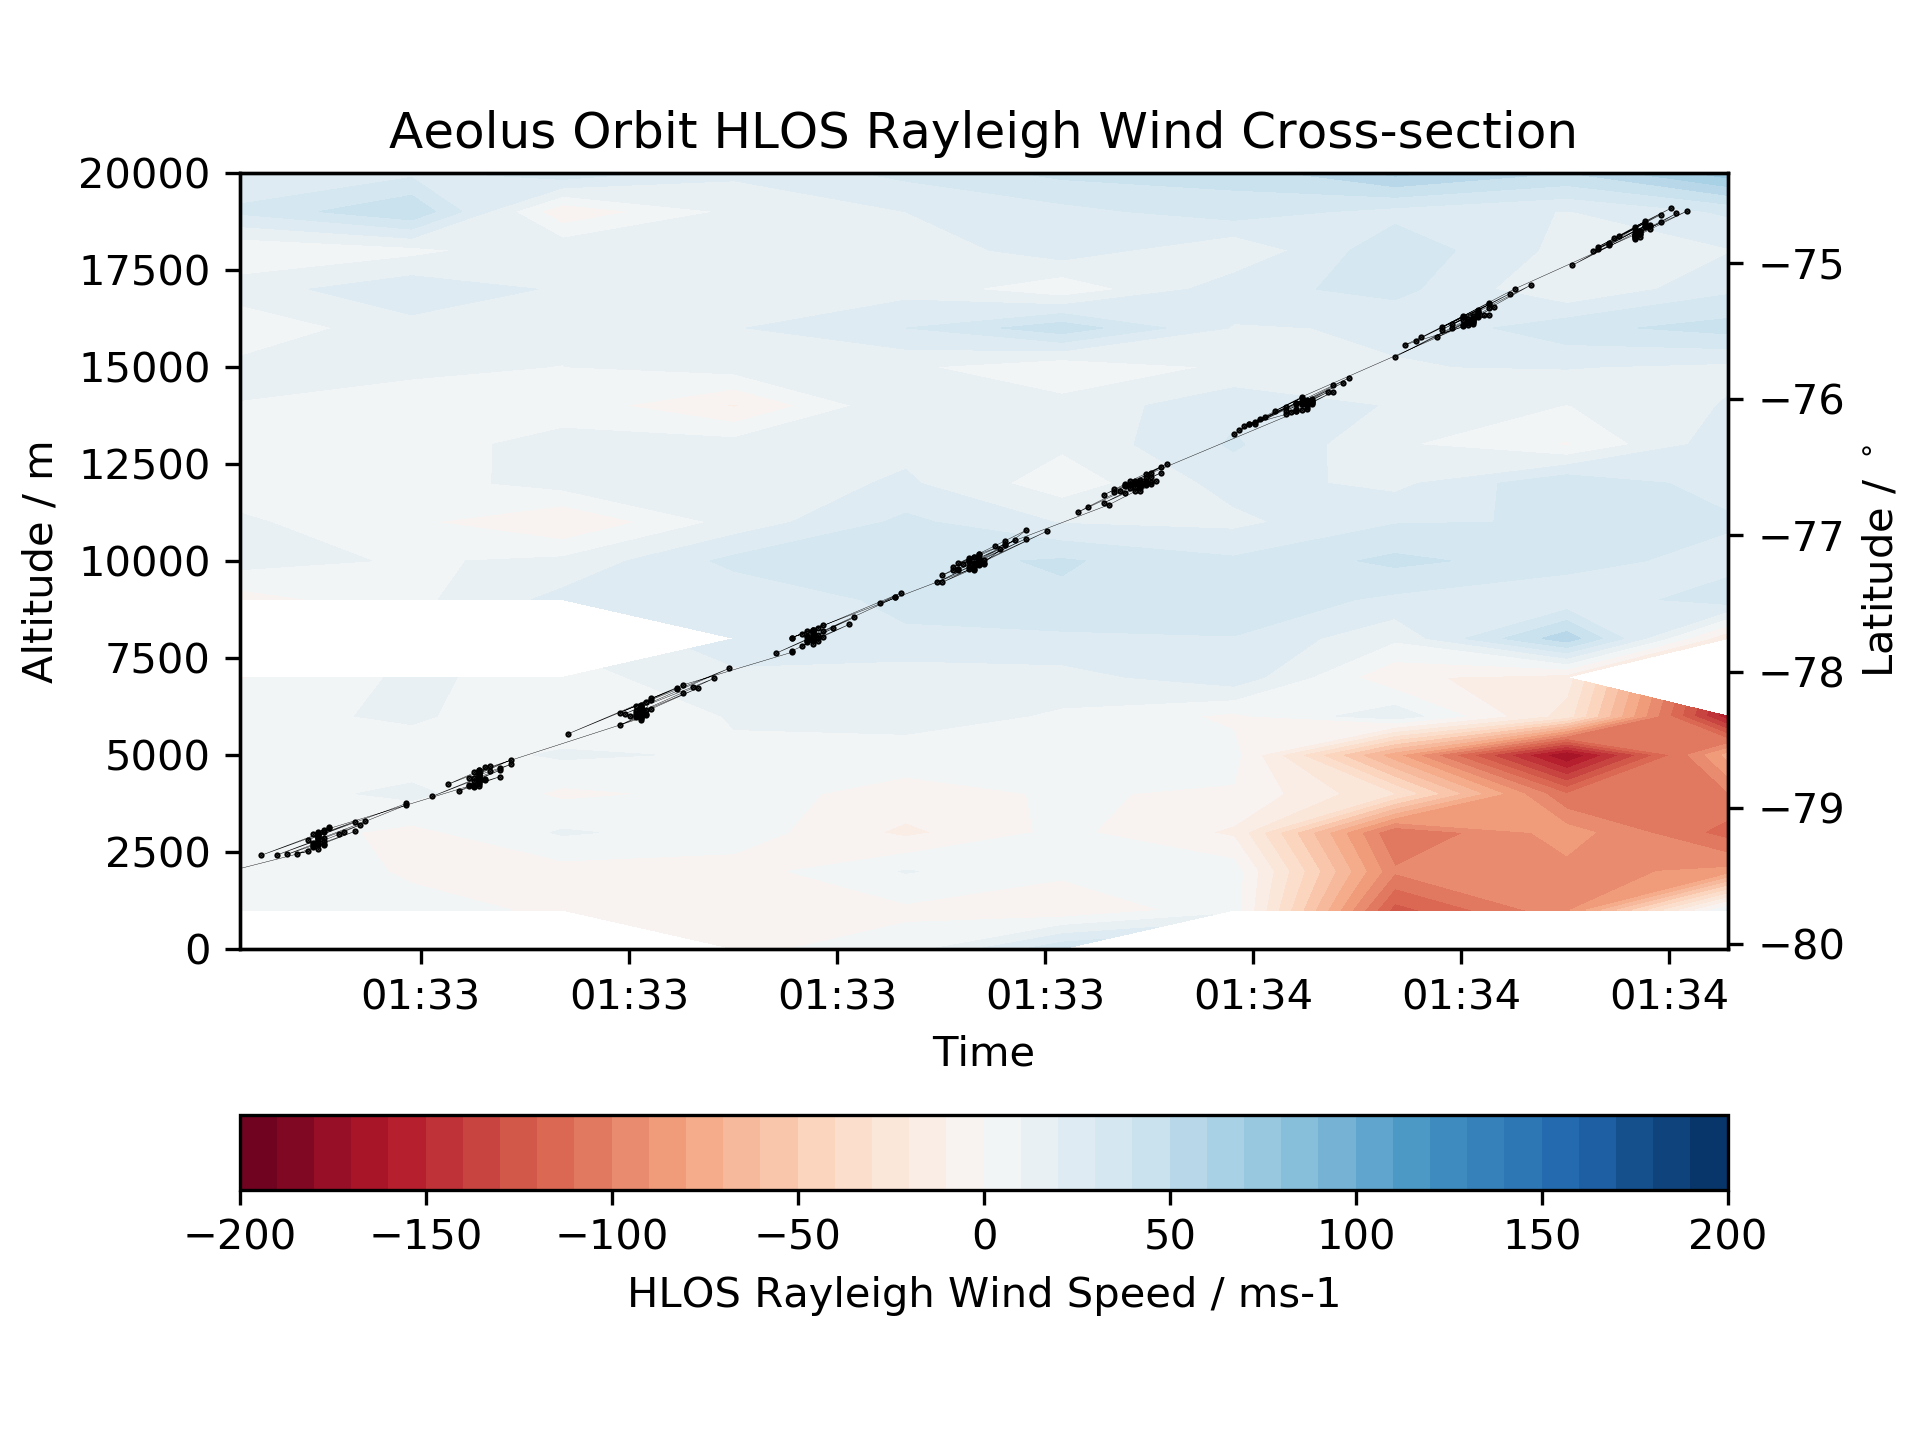 Aeolus Orbit HLOS Rayleigh Wind Cross-section
20000
17500
15000
12500
10000
7500
5000
2500
0
Altitude / m
−75
−76
−77
−78
−79
−80
Latitude / °
01:33 01:33 01:33 01:33 01:34 01:34 01:34
Time
−200 −150 −100 −50 0 50 100 150 200
HLOS Rayleigh Wind Speed / ms-1